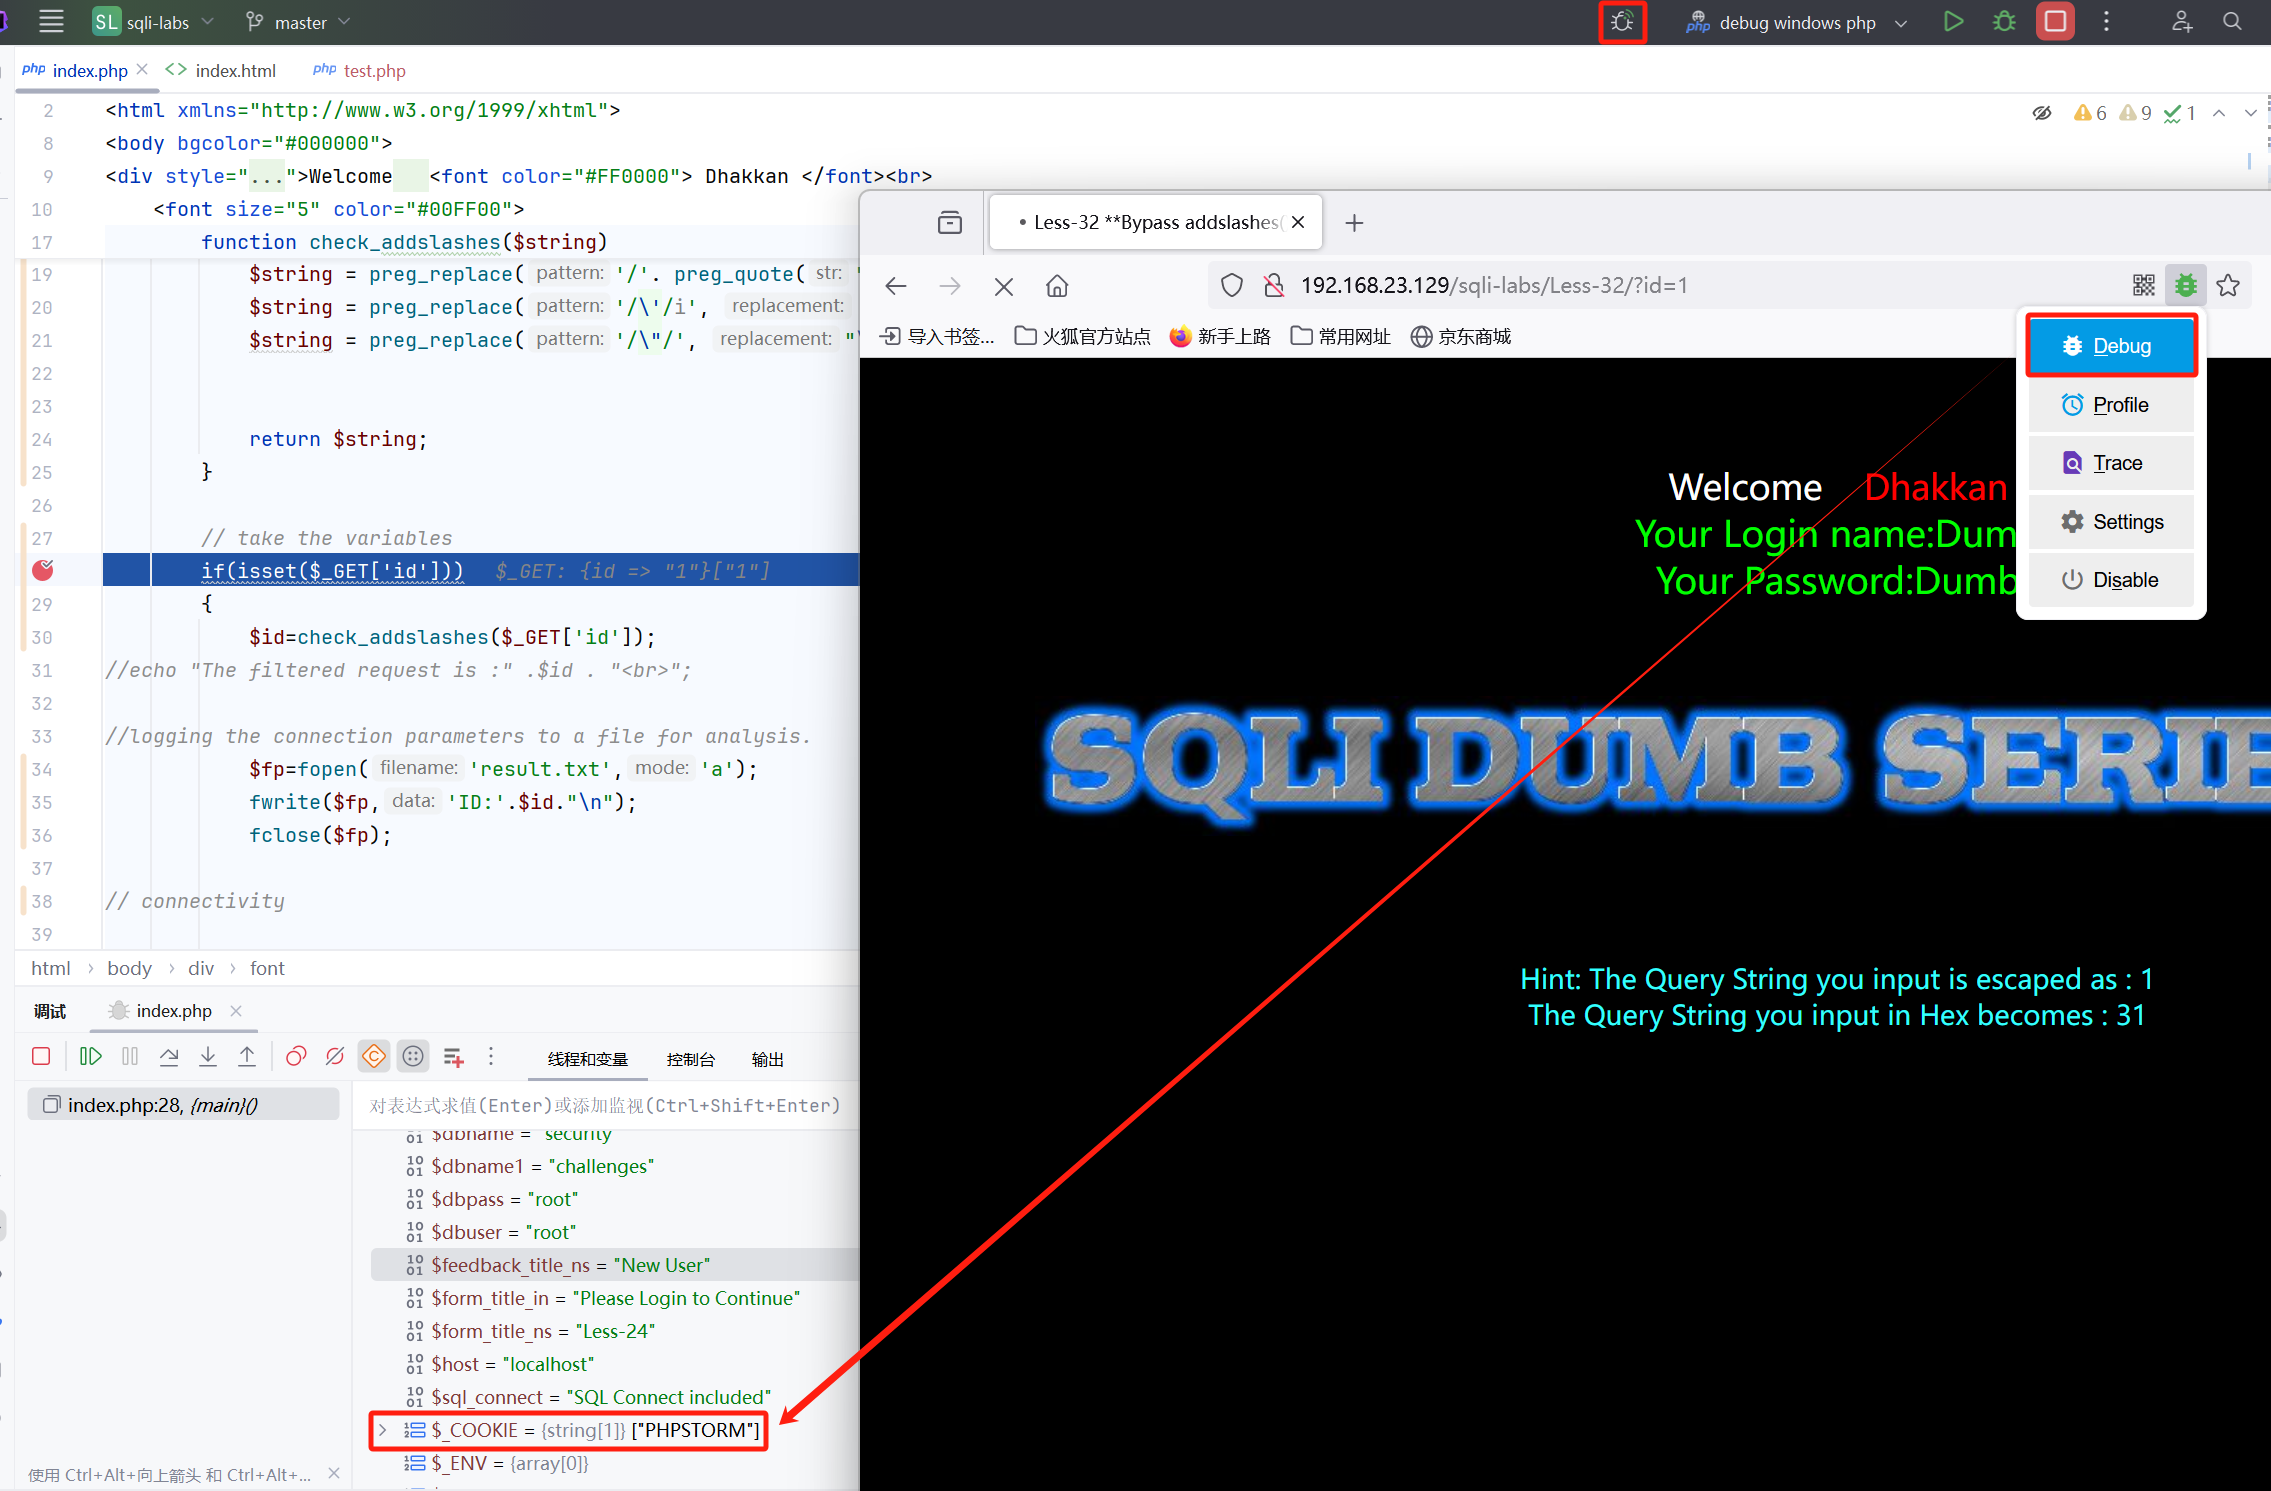 SL sqli-labs master php debug windows php
php index.php index.html php test.php
2 <html xmlns="http://www.w3.org/1999/xhtml">
6 9 1
8 <body bgcolor="#000000">
9 <div style="...">Welcome <font color="#FF0000"> Dhakkan </font><br>
10 <font size="5" color="#00FF00">
17 function check_addslashes($string)
19 $string = preg_replace( pattern: '/'. preg_quote( str:
20 $string = preg_replace( pattern: '/\'/i', replacement:
21 $string = preg_replace( pattern: '/\"/', replacement: "\
22
23
24 return $string;
25 }
26
27 // take the variables
if(isset($_GET['id'])) $_GET: {id => "1"}["1"]
29 {
30 $id=check_addslashes($_GET['id']);
31 //echo "The filtered request is :" .$id . "<br>";
32
33 //logging the connection parameters to a file for analysis.
34 $fp=fopen( filename: 'result.txt', mode: 'a');
35 fwrite($fp, data: 'ID:'.$id."\n");
36 fclose($fp);
37
38 // connectivity
39
html › body › div › font
调试 index.php
线程和变量 控制台 输出
index.php:28, {main}()
对表达式求值(Enter)或添加监视(Ctrl+Shift+Enter)
$dbname = "security"
$dbname1 = "challenges"
$dbpass = "root"
$dbuser = "root"
$feedback_title_ns = "New User"
$form_title_in = "Please Login to Continue"
$form_title_ns = "Less-24"
$host = "localhost"
$sql_connect = "SQL Connect included"
$_COOKIE = {string[1]} ["PHPSTORM"]
$_ENV = {array[0]}
使用 Ctrl+Alt+向上箭头 和 Ctrl+Alt+...
Less-32 **Bypass addslashes(
192.168.23.129/sqli-labs/Less-32/?id=1
导入书签... 火狐官方站点 新手上路 常用网址 京东商城
Debug
Profile
Trace
Settings
Disable
Welcome Dhakkan
Your Login name:Dum
Your Password:Dumb
SQLI DUMB SERIE
Hint: The Query String you input is escaped as : 1
The Query String you input in Hex becomes : 31